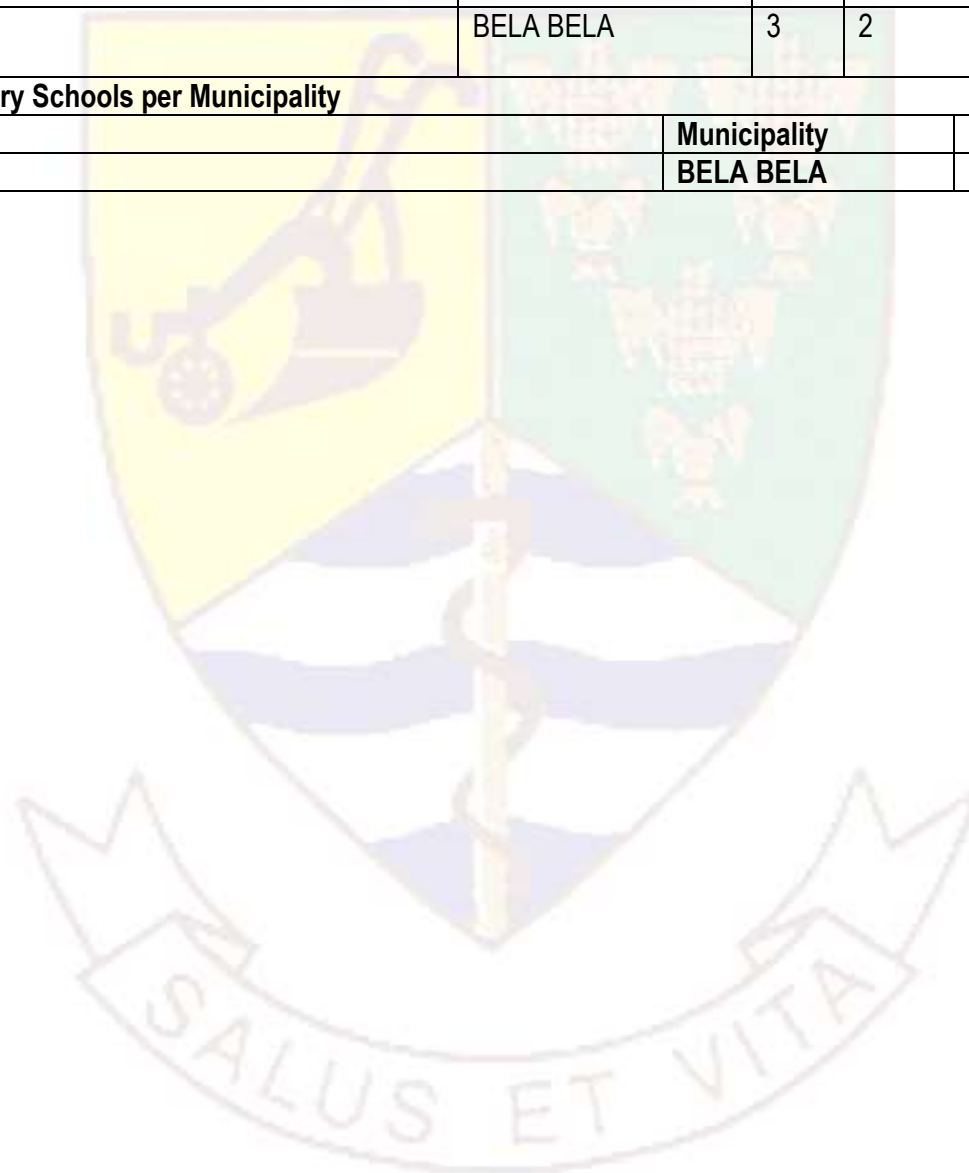 BELA BELA 3 2
ry Schools per Municipality
Municipality
BELA BELA
SALUS ET VITA